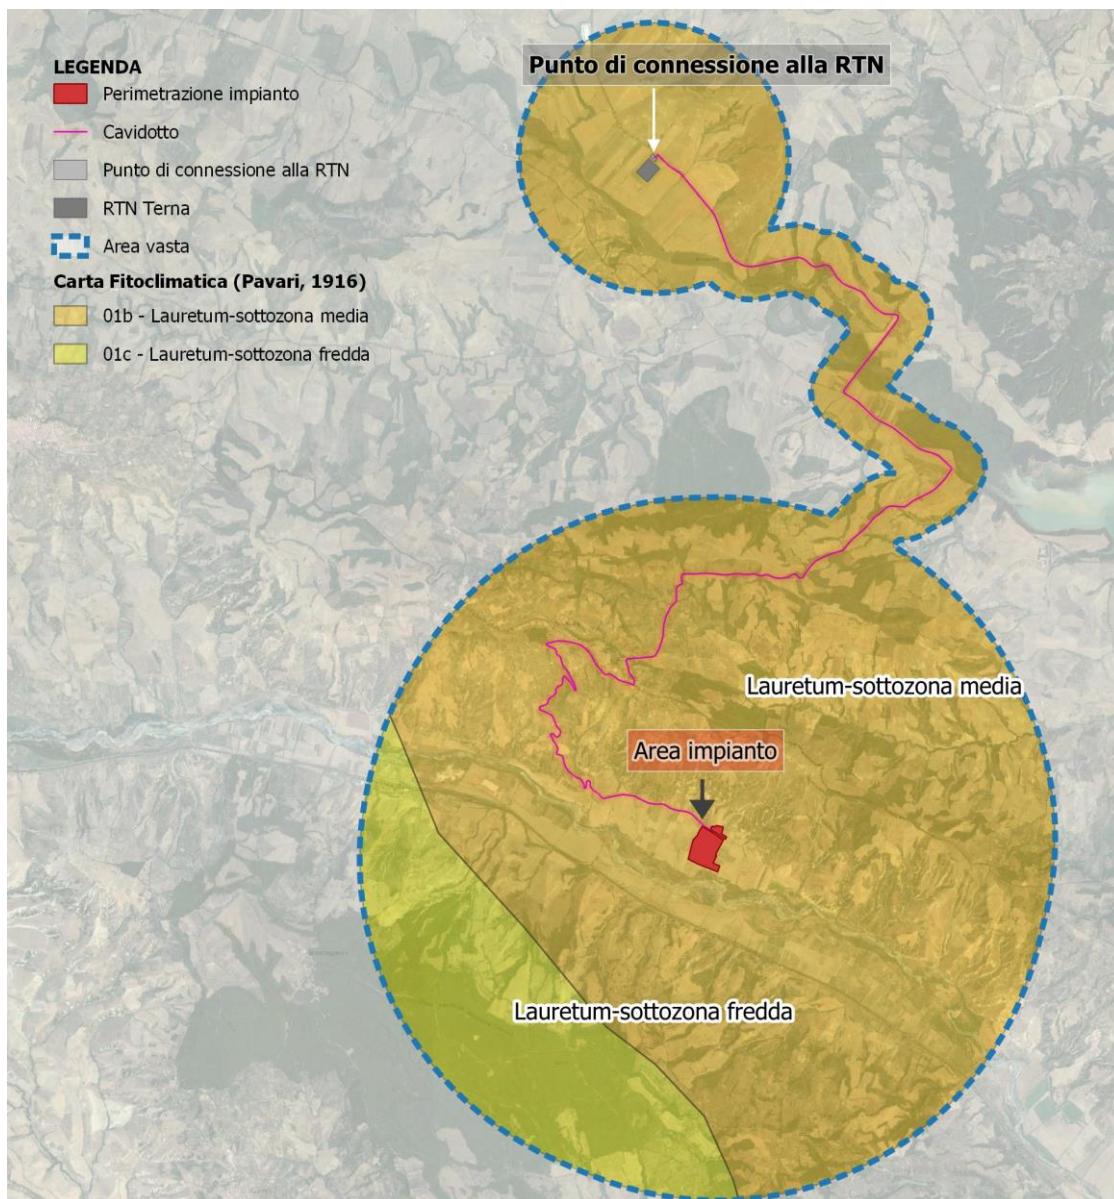 Punto di connessione alla RTN
LEGENDA
Perimetrazione impianto
Cavidotto
Punto di connessione alla RTN
RTN Terna
Area vasta
Carta Fitoclimatica (Pavari, 1916)
01b - Lauretum-sottozona media
01c - Lauretum-sottozona fredda
Lauretum-sottozona media
Area impianto
Lauretum-sottozona fredda